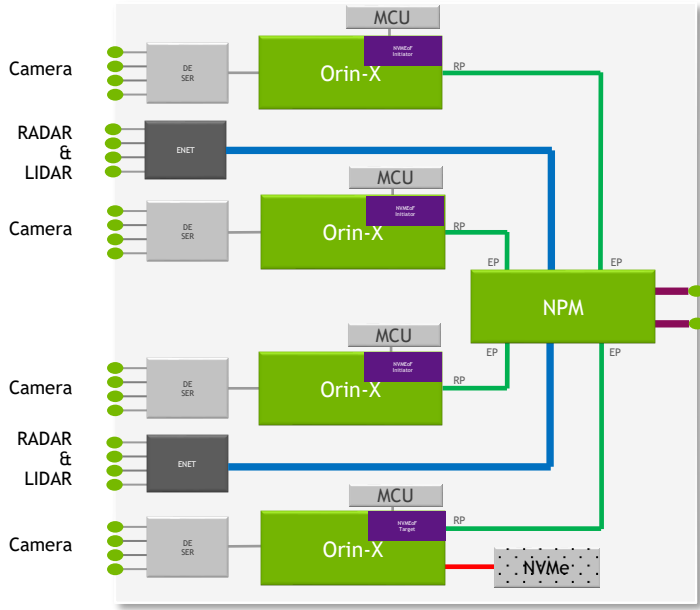 MCU
NVMEoF
Initiator
Camera
DE
SER
Orin-X
RP
RADAR
&
LIDAR
ENET
MCU
NVMEoF
Initiator
Camera
DE
SER
Orin-X
RP
EP
EP
NPM
MCU
EP
EP
NVMEoF
Initiator
Camera
DE
SER
Orin-X
RP
RADAR
&
LIDAR
ENET
MCU
NVMEoF
Target
Camera
DE
SER
Orin-X
RP
NVMe